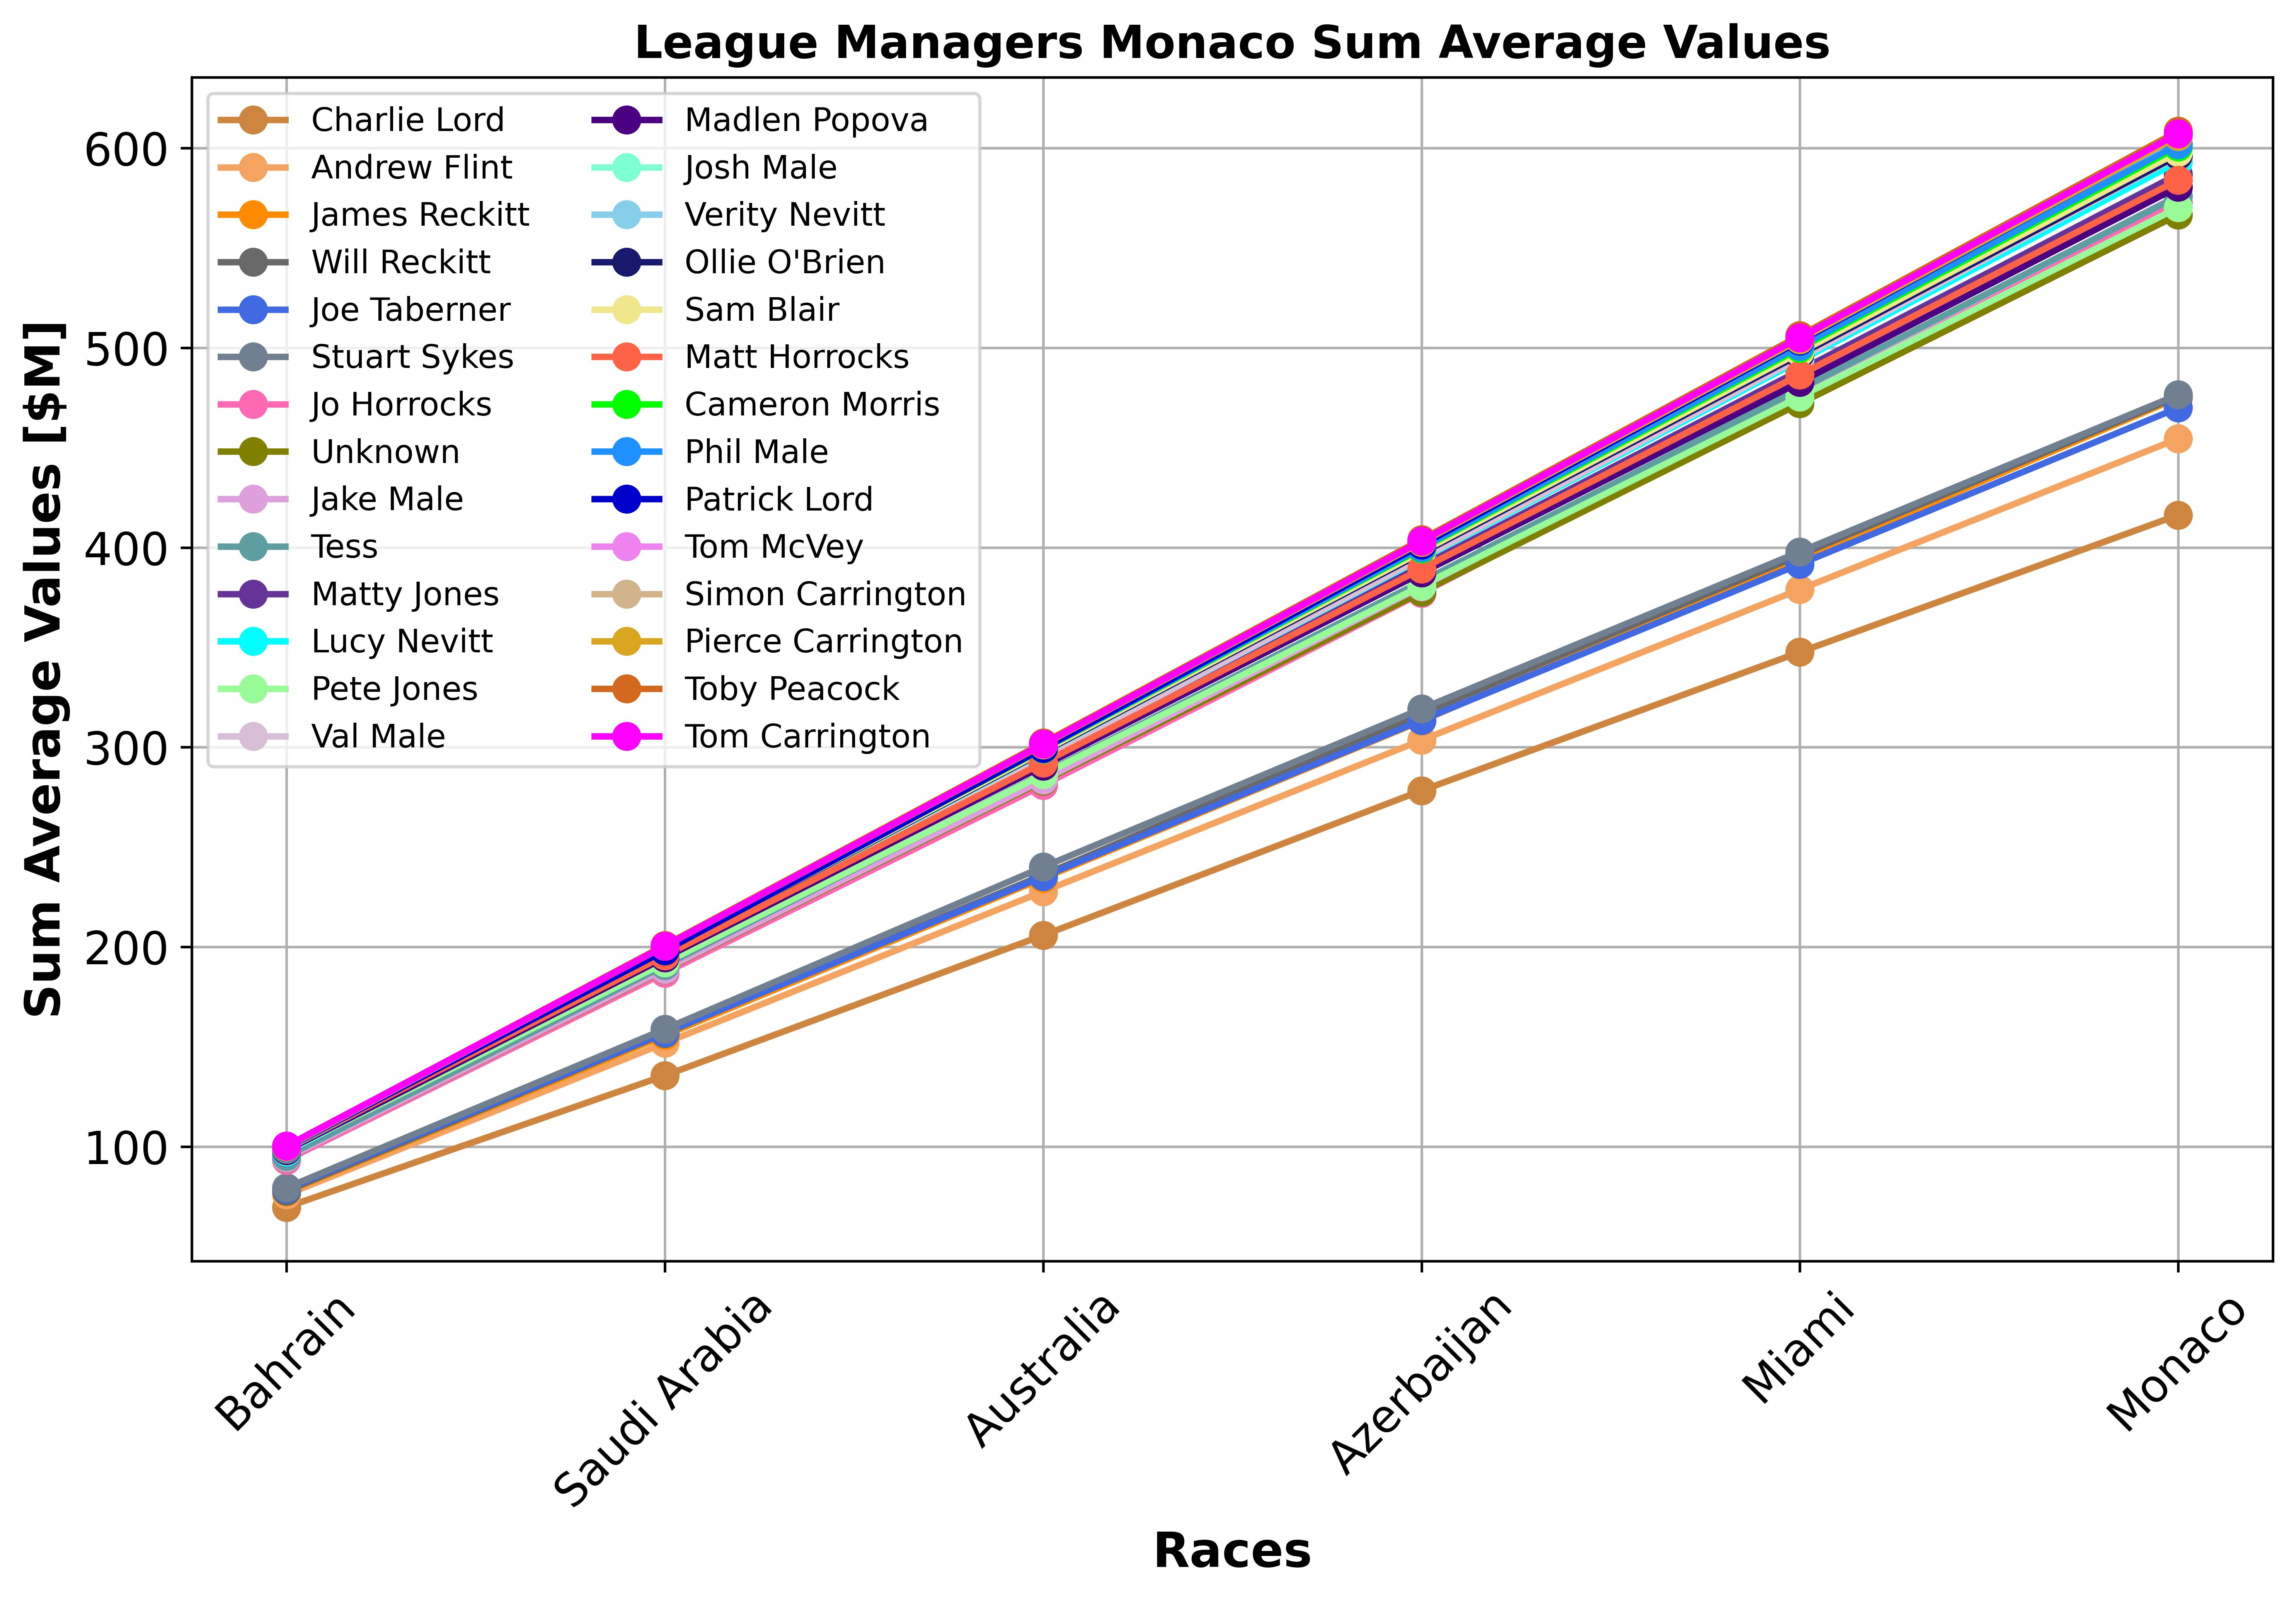 League Managers Monaco Sum Average Values
Sum Average Values [$M]
600
500
400
300
200
100
Charlie Lord
Andrew Flint
James Reckitt
Will Reckitt
Joe Taberner
Stuart Sykes
Jo Horrocks
Unknown
Jake Male
Tess
Matty Jones
Lucy Nevitt
Pete Jones
Val Male
Madlen Popova
Josh Male
Verity Nevitt
Ollie O'Brien
Sam Blair
Matt Horrocks
Cameron Morris
Phil Male
Patrick Lord
Tom McVey
Simon Carrington
Pierce Carrington
Toby Peacock
Tom Carrington
Bahrain
Saudi Arabia
Australia
Azerbaijan
Miami
Monaco
Races